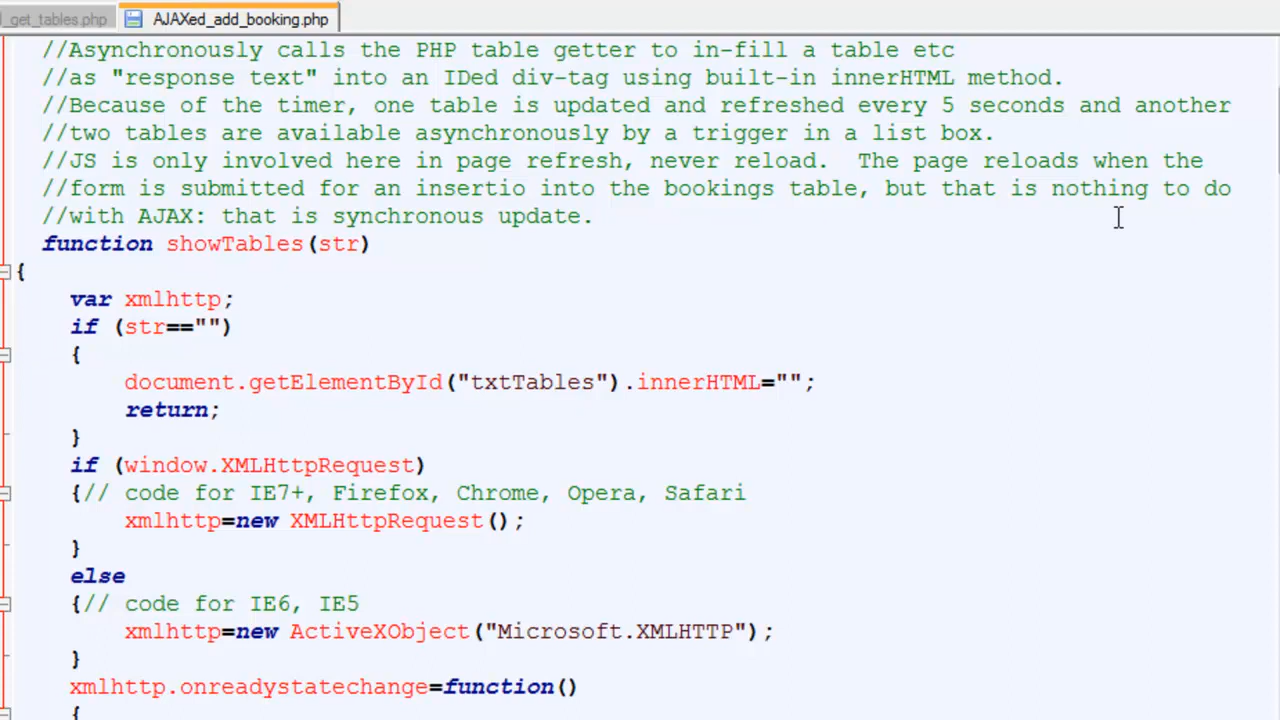 _get_tables.php AJAXed_add_booking.php
//Asynchronously calls the PHP table getter to in-fill a table etc
//as "response text" into an IDed div-tag using built-in innerHTML method.
//Because of the timer, one table is updated and refreshed every 5 seconds and another
//two tables are available asynchronously by a trigger in a list box.
//JS is only involved here in page refresh, never reload.  The page reloads when the
//form is submitted for an insertio into the bookings table, but that is nothing to do
//with AJAX: that is synchronous update.
function showTables(str)
{
var xmlhttp;
if (str=="")
{
document.getElementById("txtTables").innerHTML="";
return;
}
if (window.XMLHttpRequest)
{// code for IE7+, Firefox, Chrome, Opera, Safari
xmlhttp=new XMLHttpRequest();
}
else
{// code for IE6, IE5
xmlhttp=new ActiveXObject("Microsoft.XMLHTTP");
}
xmlhttp.onreadystatechange=function()
{